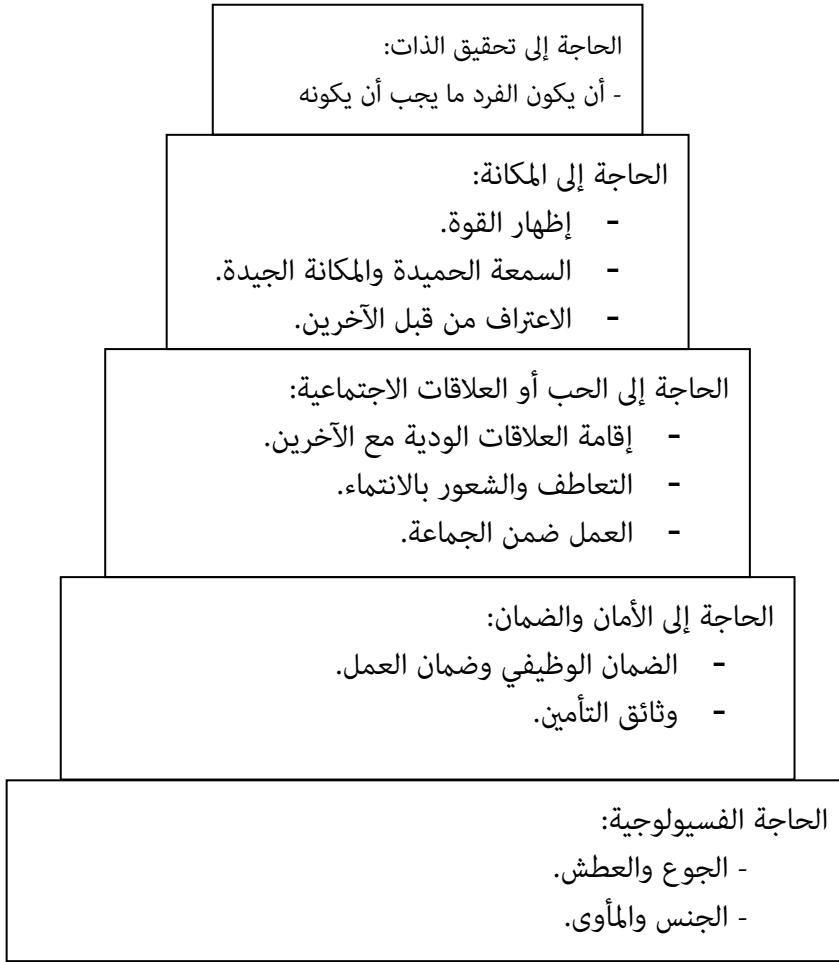 الحاجة إلى تحقيق الذات:
- أن يكون الفرد ما يجب أن يكونه
الحاجة إلى المكانة:
- إظهار القوة.
- السمعة الحميدة والمكانة الجيدة.
- الاعتراف من قبل الآخرين.
الحاجة إلى الحب أو العلاقات الاجتماعية:
- إقامة العلاقات الودية مع الآخرين.
- التعاطف والشعور بالانتماء.
- العمل ضمن الجماعة.
الحاجة إلى الأمان والضمان:
- الضمان الوظيفي وضمان العمل.
- وثائق التأمين.
الحاجة الفسيولوجية:
- الجوع والعطش.
- الجنس والمأوى.